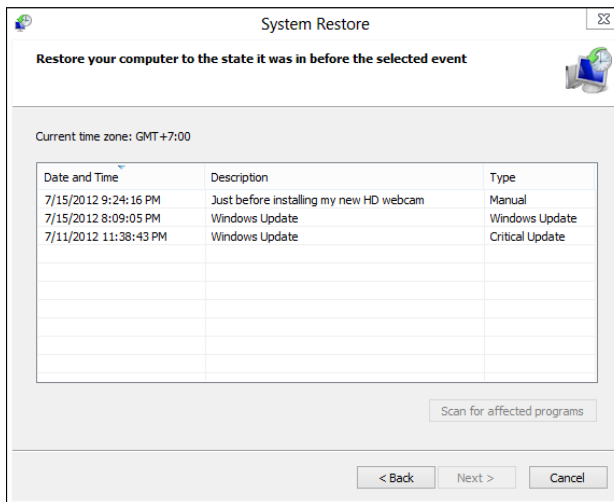 System Restore
Restore your computer to the state it was in before the selected event
Current time zone: GMT+7:00
Date and Time Description Type
7/15/2012 9:24:16 PM Just before installing my new HD webcam Manual
7/15/2012 8:09:05 PM Windows Update Windows Update
7/11/2012 11:38:43 PM Windows Update Critical Update
Scan for affected programs
< Back Next > Cancel